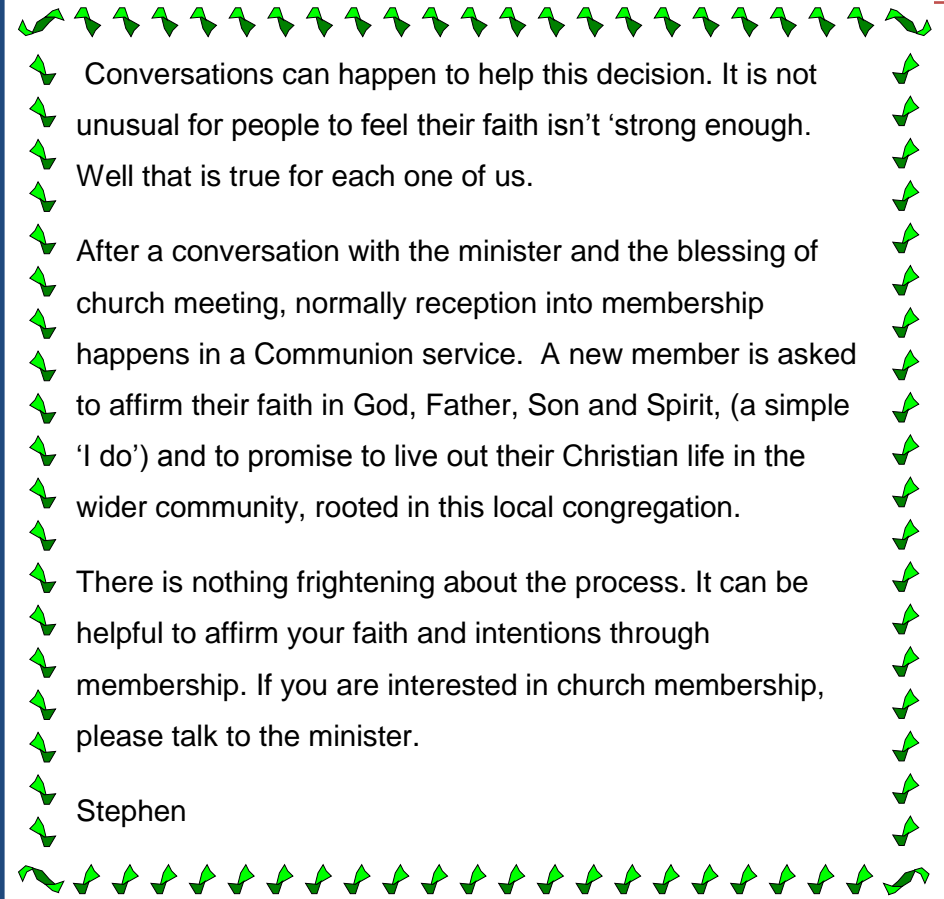 Conversations can happen to help this decision. It is not
unusual for people to feel their faith isn't ‘strong enough.
Well that is true for each one of us.
After a conversation with the minister and the blessing of
church meeting, normally reception into membership
happens in a Communion service.  A new member is asked
to affirm their faith in God, Father, Son and Spirit, (a simple
‘I do’) and to promise to live out their Christian life in the
wider community, rooted in this local congregation.
There is nothing frightening about the process. It can be
helpful to affirm your faith and intentions through
membership. If you are interested in church membership,
please talk to the minister.
Stephen